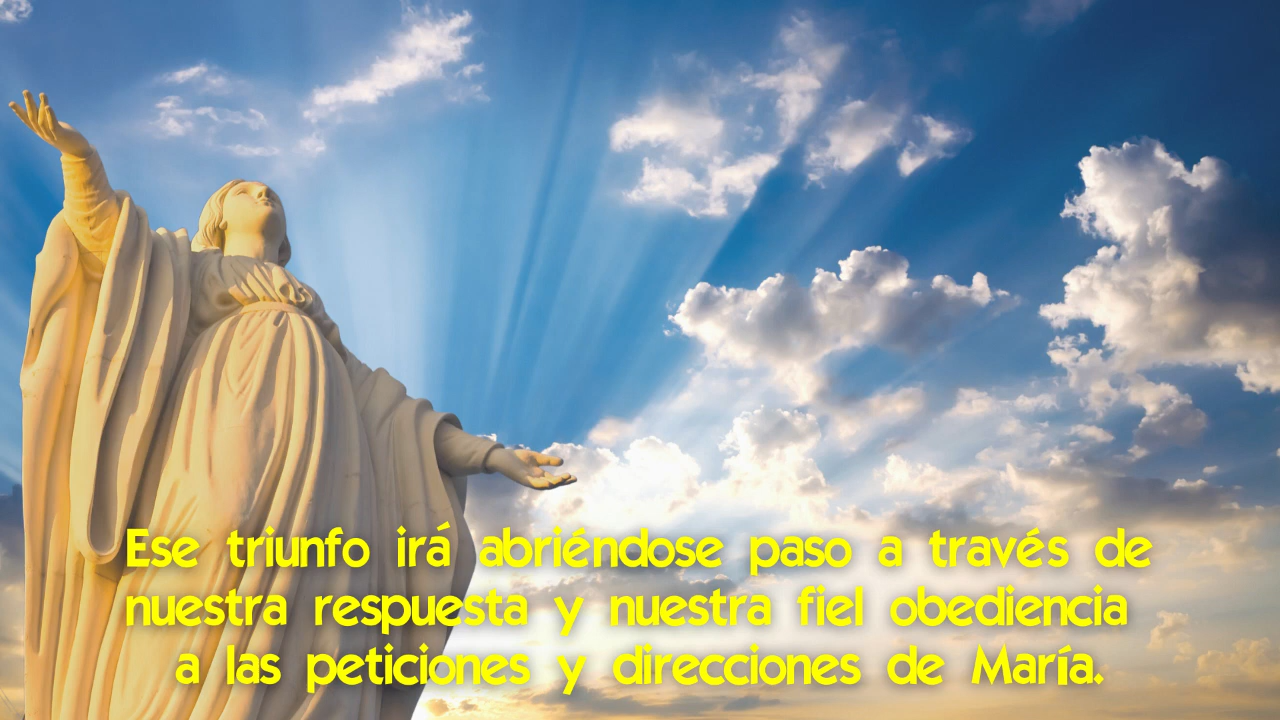 Ese triunfo irá abriéndose paso a través de
nuestra respuesta y nuestra fiel obediencia
a las peticiones y direcciones de María.